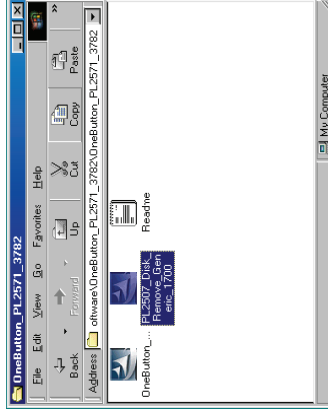 OneButton_PL2571_3782
File Edit View Go Favorites Help
»
Back Forward Up Cut Copy Paste
Address oftware\OneButton_PL2571_3782\OneButton_PL2571_3782
OneButton_...
PL2507_Disk_
Remove_Gen
eric_1700
Readme
My Computer